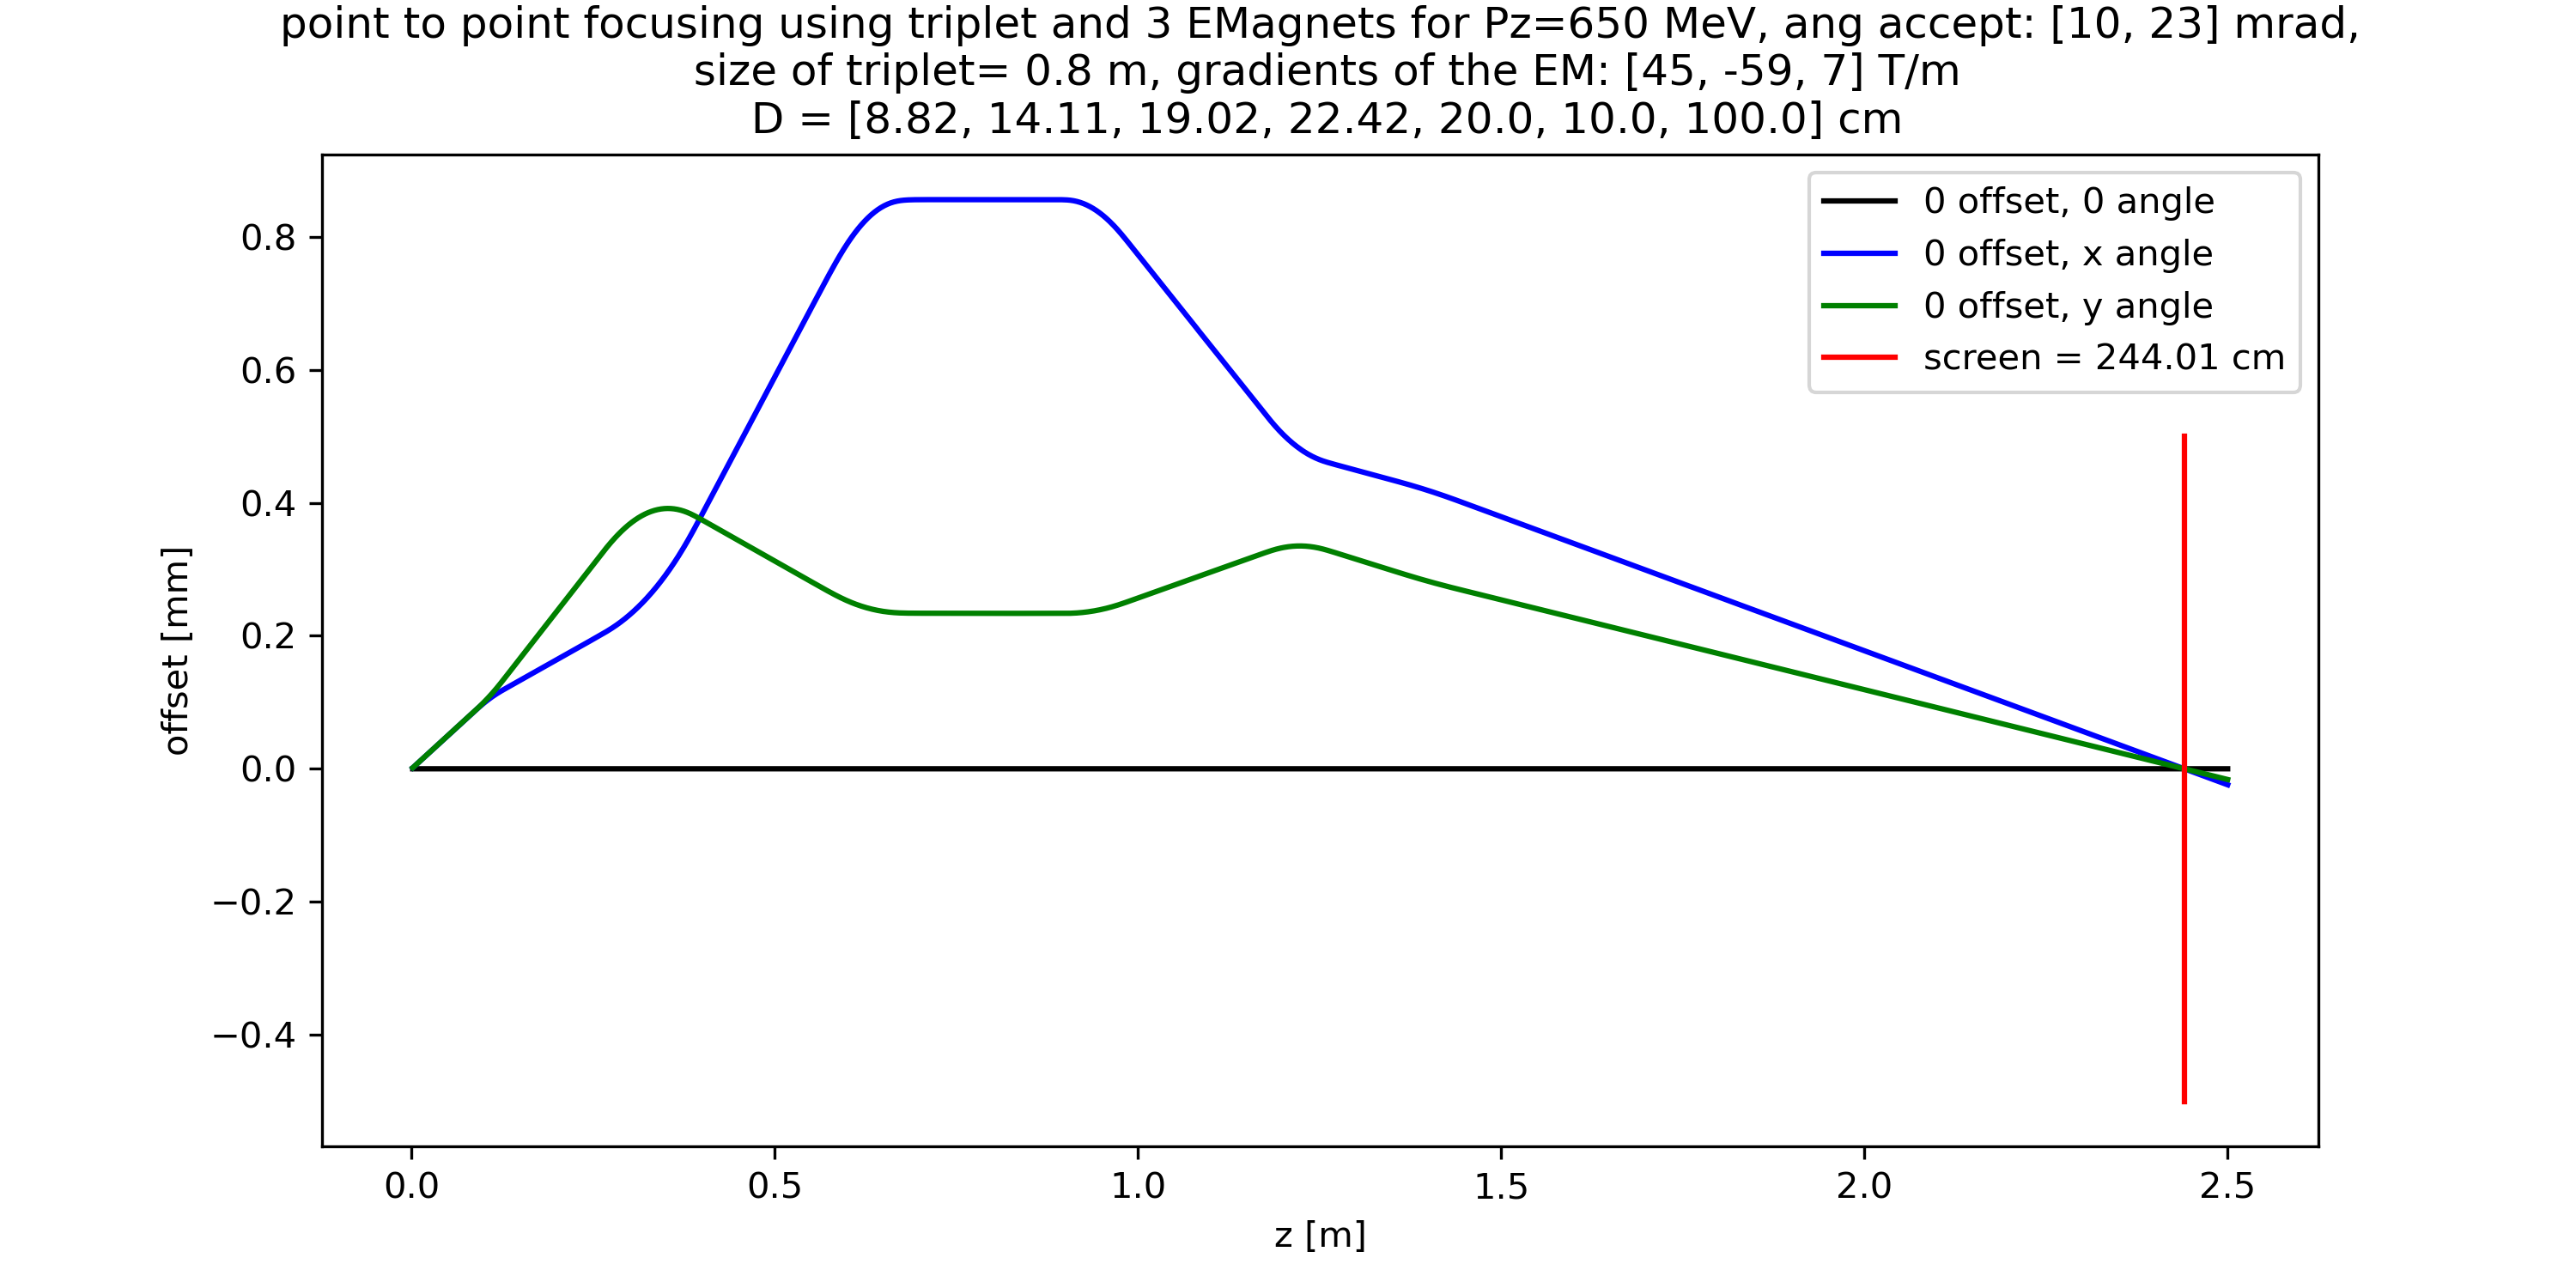 point to point focusing using triplet and 3 EMagnets for Pz=650 MeV, ang accept: [10, 23] mrad,
size of triplet= 0.8 m, gradients of the EM: [45, -59, 7] T/m
D = [8.82, 14.11, 19.02, 22.42, 20.0, 10.0, 100.0] cm
0 offset, 0 angle
0 offset, x angle
0 offset, y angle
screen = 244.01 cm
offset [mm]
0.8
0.6
0.4
0.2
0.0
−0.2
−0.4
0.0 0.5 1.0 1.5 2.0 2.5
z [m]